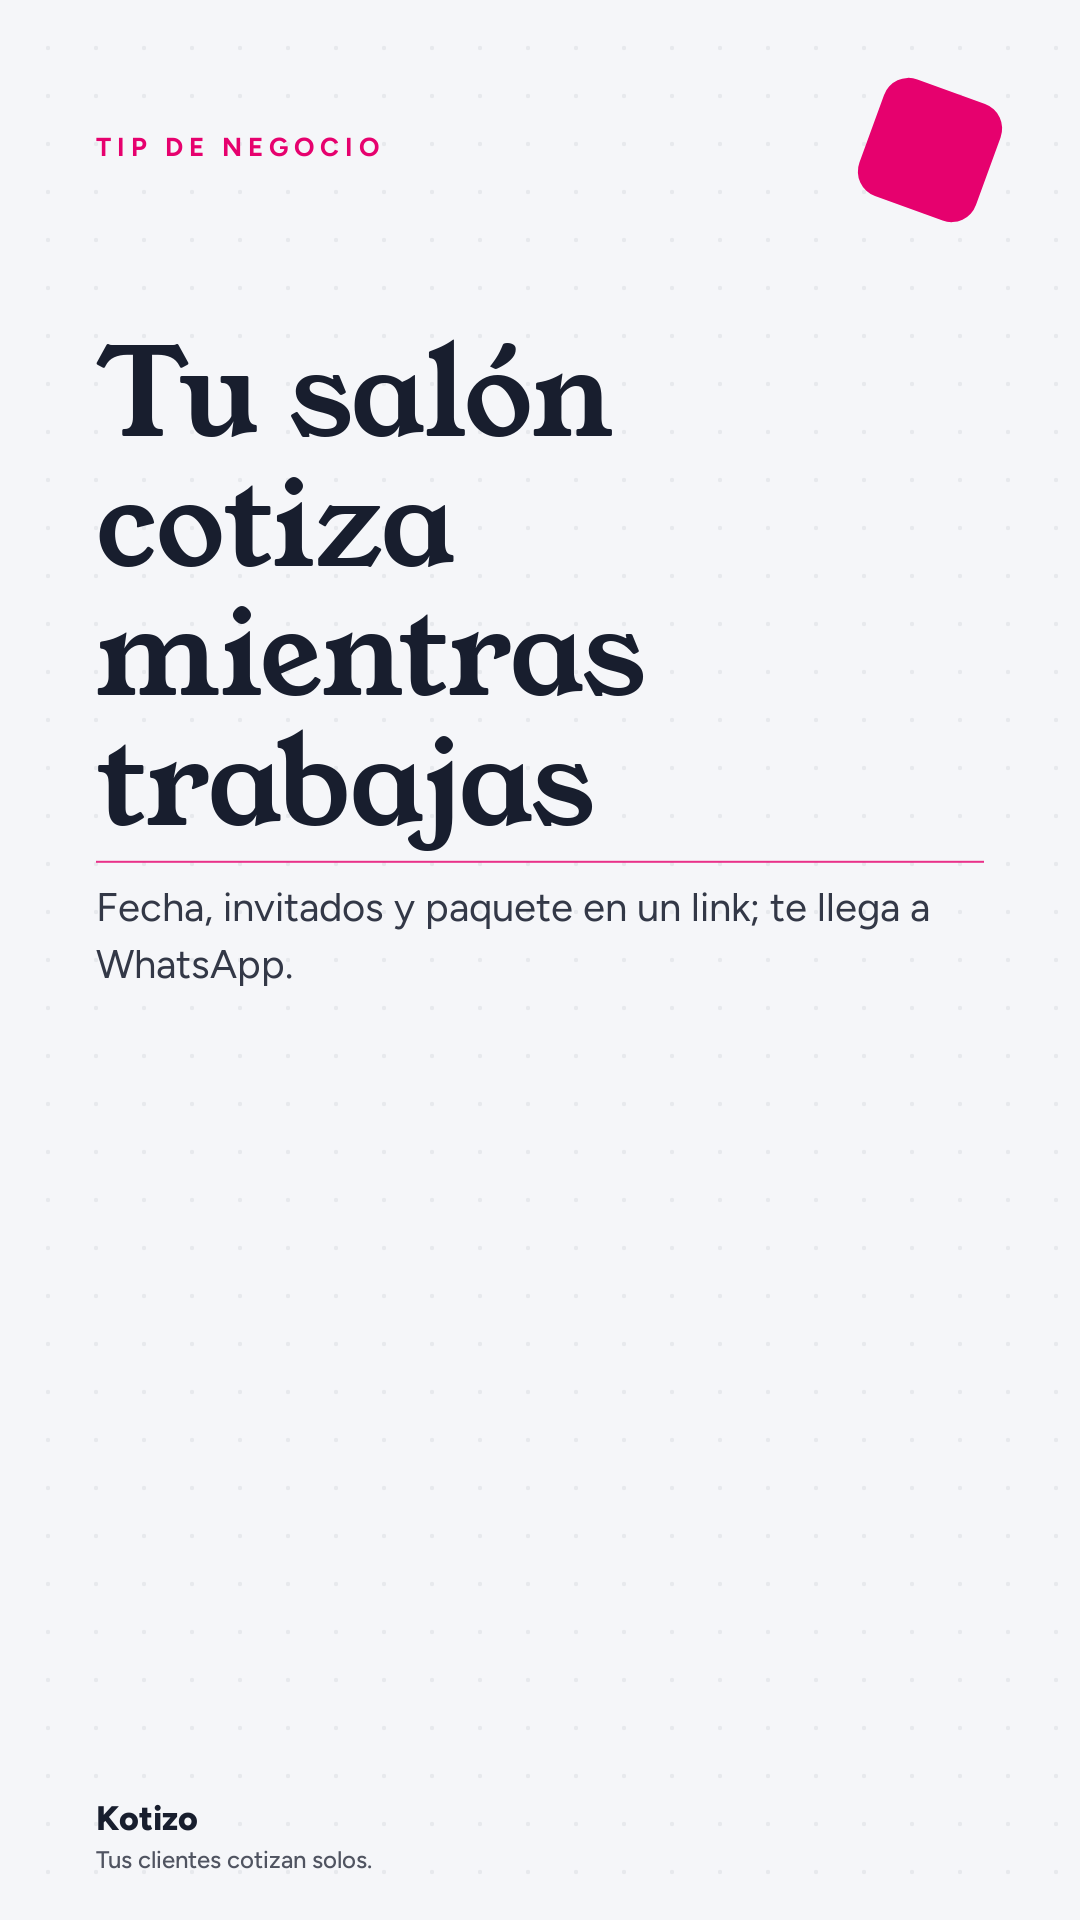 TIP DE NEGOCIO
Tu salón
cotiza
mientras
trabajas
Fecha, invitados y paquete en un link; te llega a
WhatsApp.
Kotizo
Tus clientes cotizan solos.